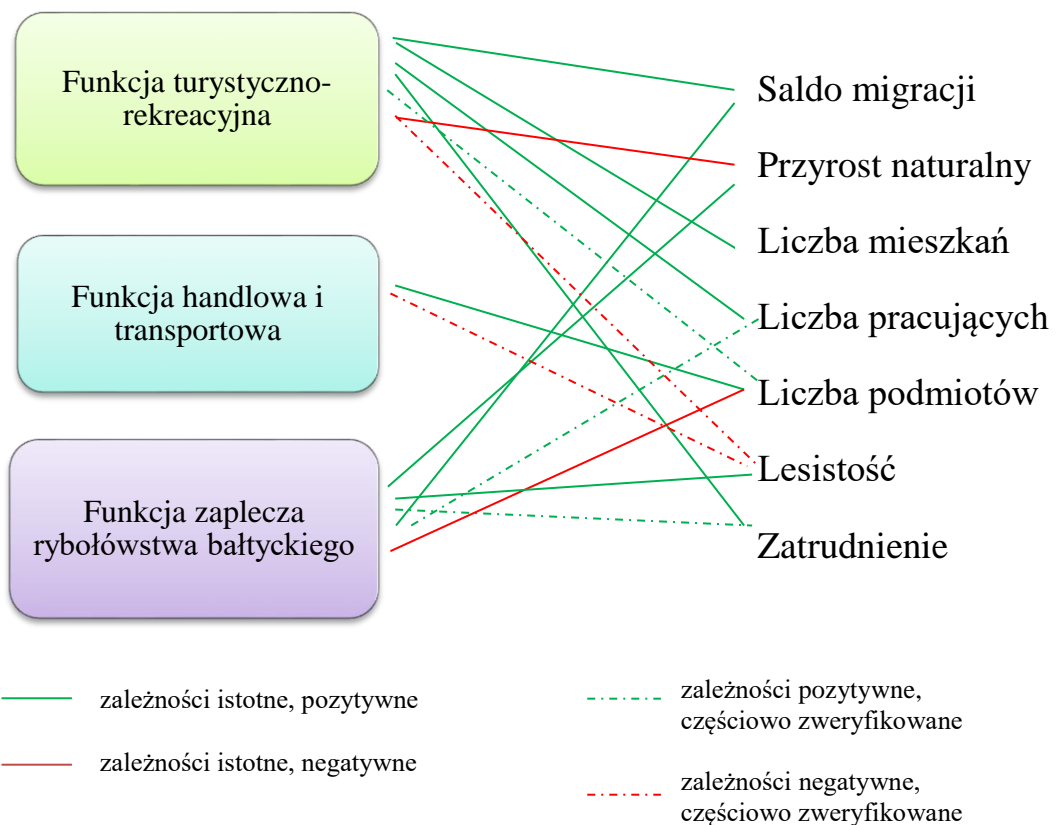 Funkcja turystyczno-
rekreacyjna
Funkcja handlowa i
transportowa
Funkcja zaplecza
rybołówstwa bałtyckiego
Saldo migracji
Przyrost naturalny
Liczba mieszkań
Liczba pracujących
Liczba podmiotów
Lesistość
Zatrudnienie
zależności istotne, pozytywne
zależności istotne, negatywne
zależności pozytywne,
częściowo zweryfikowane
zależności negatywne,
częściowo zweryfikowane